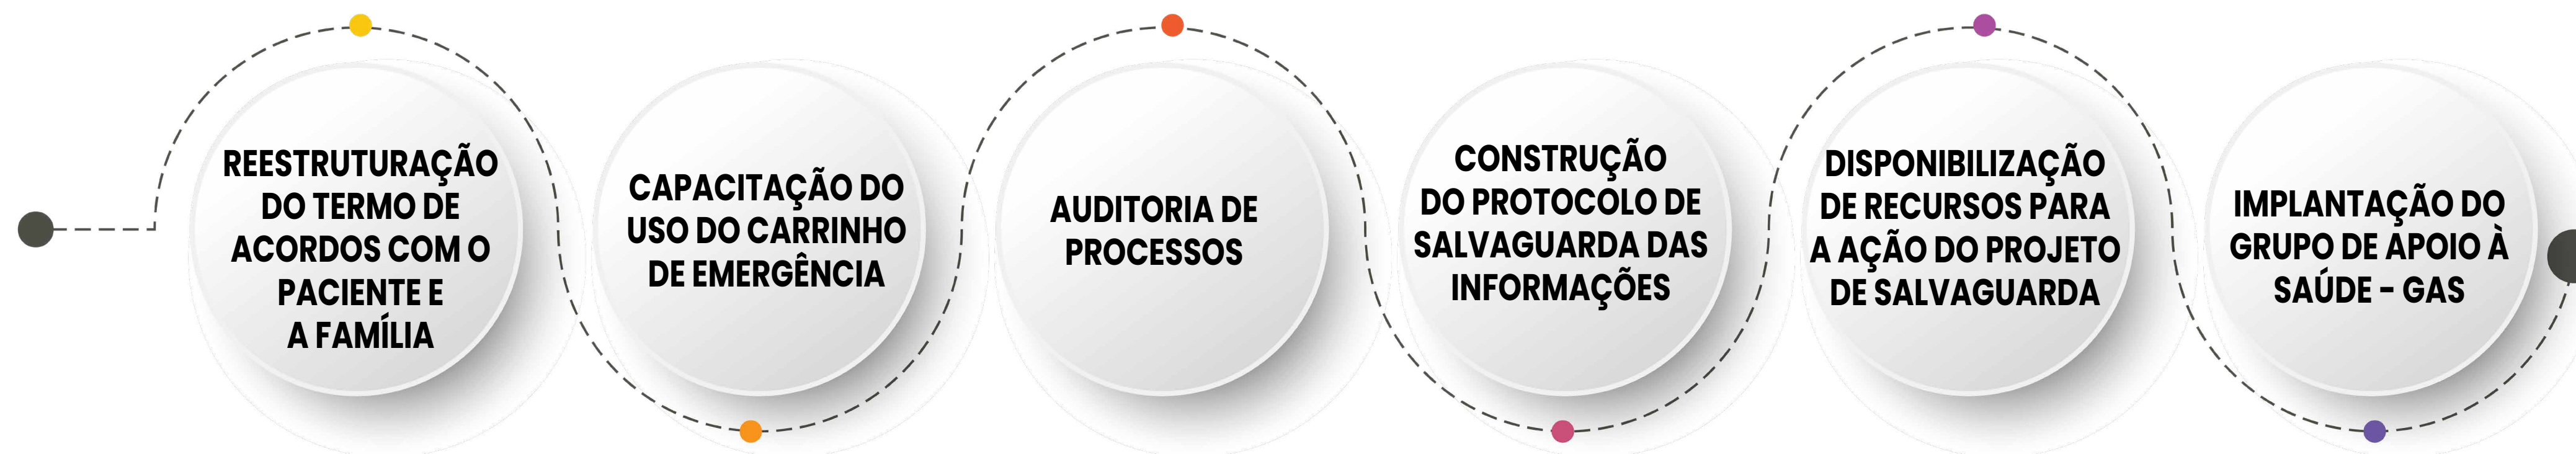 REESTRUTURAÇÃO
DO TERMO DE
ACORDOS COM O
PACIENTE E
A FAMÍLIA
CAPACITAÇÃO DO
USO DO CARRINHO
DE EMERGÊNCIA
AUDITORIA DE
PROCESSOS
CONSTRUÇÃO
DO PROTOCOLO DE
SALVAGUARDA DAS
INFORMAÇÕES
DISPONIBILIZAÇÃO
DE RECURSOS PARA
A AÇÃO DO PROJETO
DE SALVAGUARDA
IMPLANTAÇÃO DO
GRUPO DE APOIO À
SAÚDE - GAS